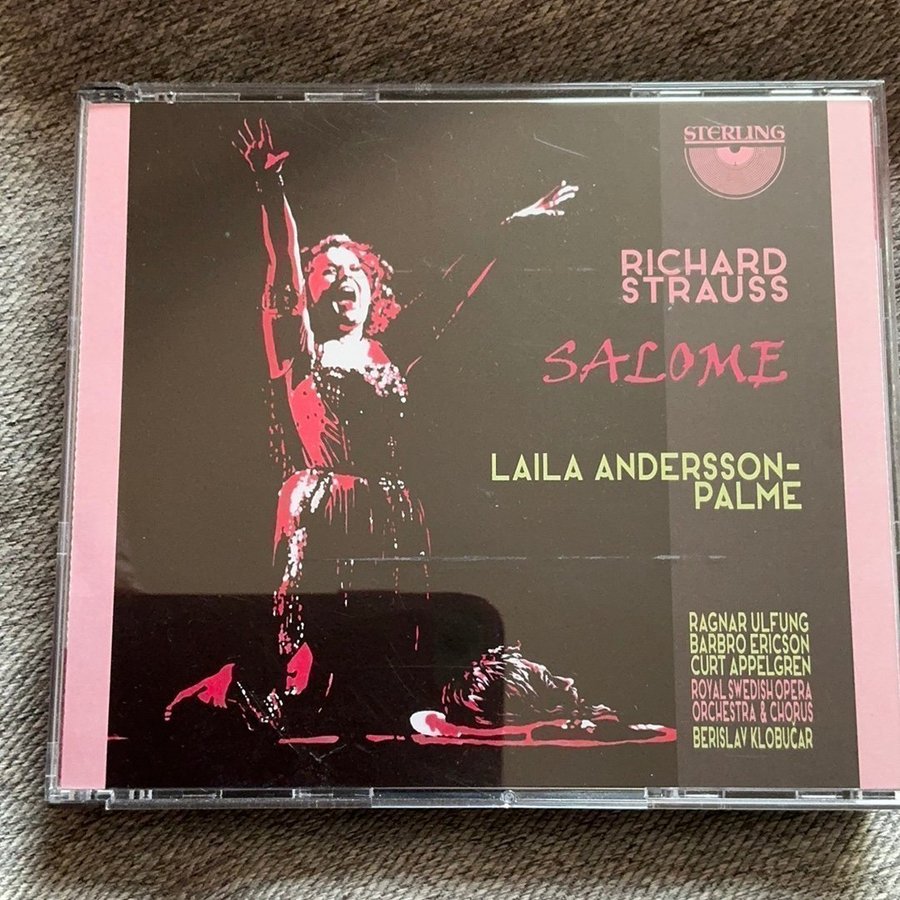 STERLING
RICHARD
STRAUSS
SALOME
LAILA ANDERSSON-
PALME
RAGNAR ULFUNG
BARBRO ERICSON
CURT APPELGREN
ROYAL SWEDISH OPERA
ORCHESTRA & CHORUS
BERISLAV KLOBUČAR